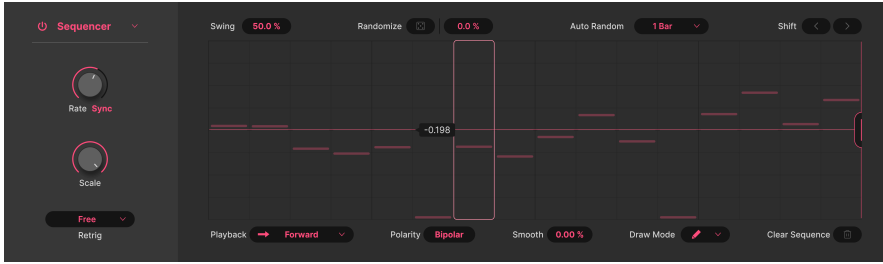 Sequencer
Swing 50.0 % Randomize 0.0 % Auto Random 1 Bar Shift
Rate Sync
-0.198
Scale
Free
Retrig
Playback Forward Polarity Bipolar Smooth 0.00 % Draw Mode Clear Sequence